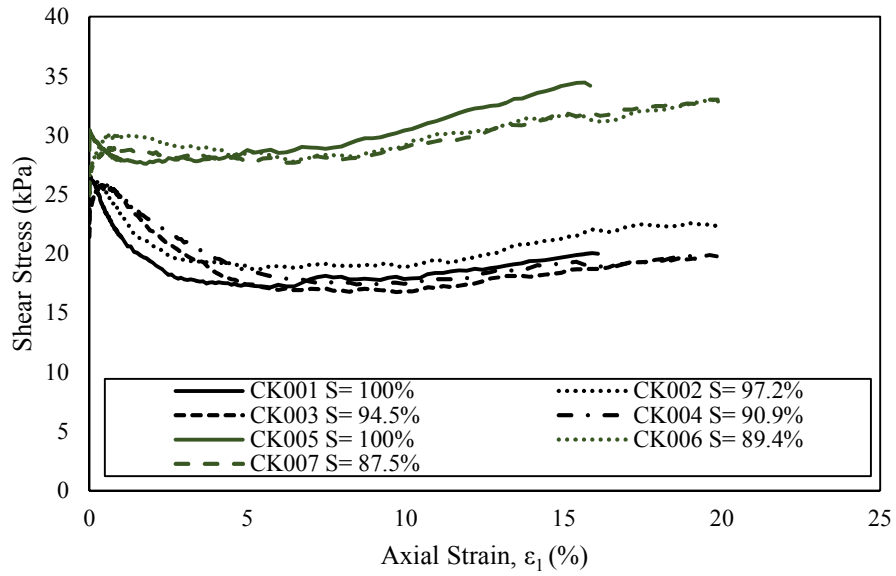 40
35
30
25
20
15
10
5
0
Shear Stress (kPa)
CK001 S= 100%
CK002 S= 97.2%
CK003 S= 94.5%
CK004 S= 90.9%
CK005 S= 100%
CK006 S= 89.4%
CK007 S= 87.5%
0 5 10 15 20 25
Axial Strain, ε₁ (%)